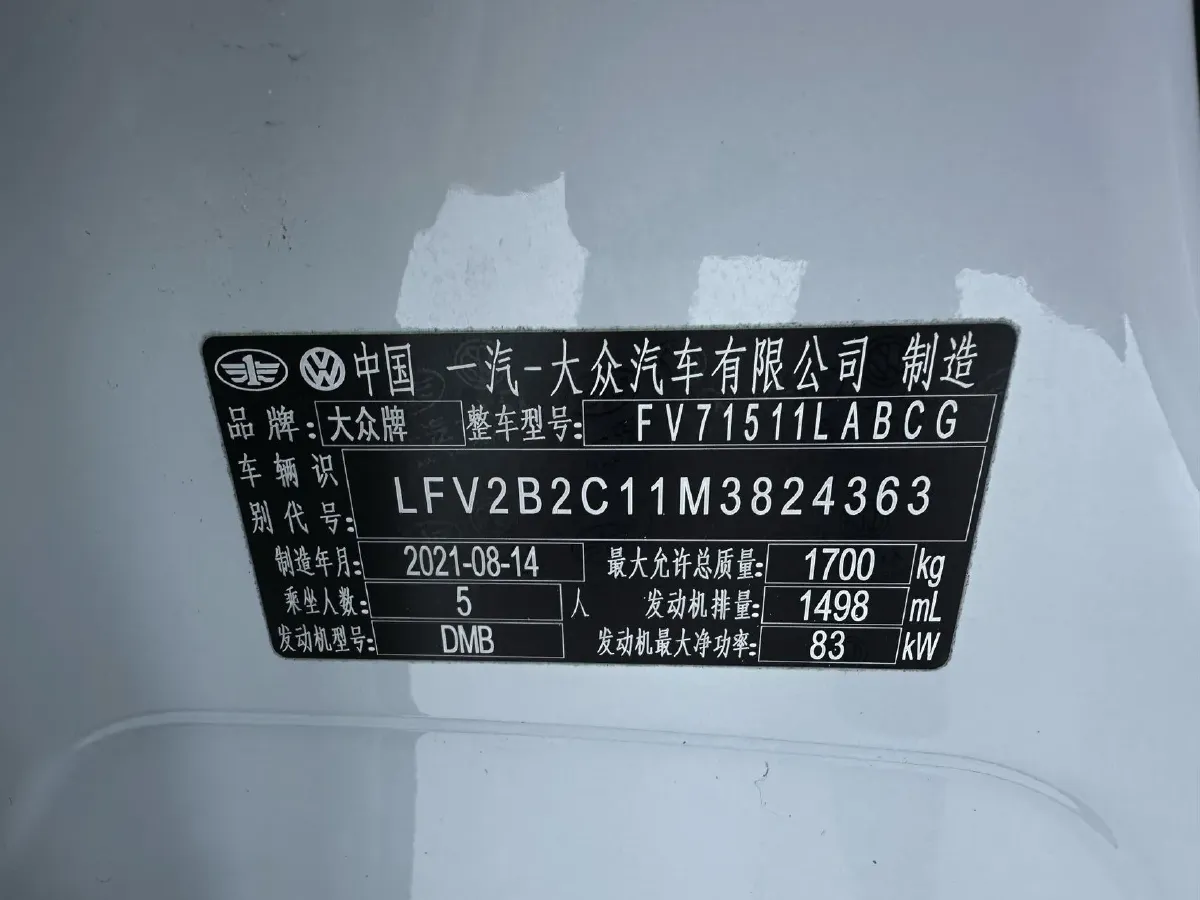 中国 一汽-大众汽车有限公司 制造
品牌: 大众牌 整车型号: FV71511LABCG
车辆识别代号: LFV2B2C11M3824363
制造年月: 2021-08-14 最大允许总质量: 1700 kg
乘坐人数: 5 人 发动机排量: 1498 mL
发动机型号: DMB 发动机最大净功率: 83 kW